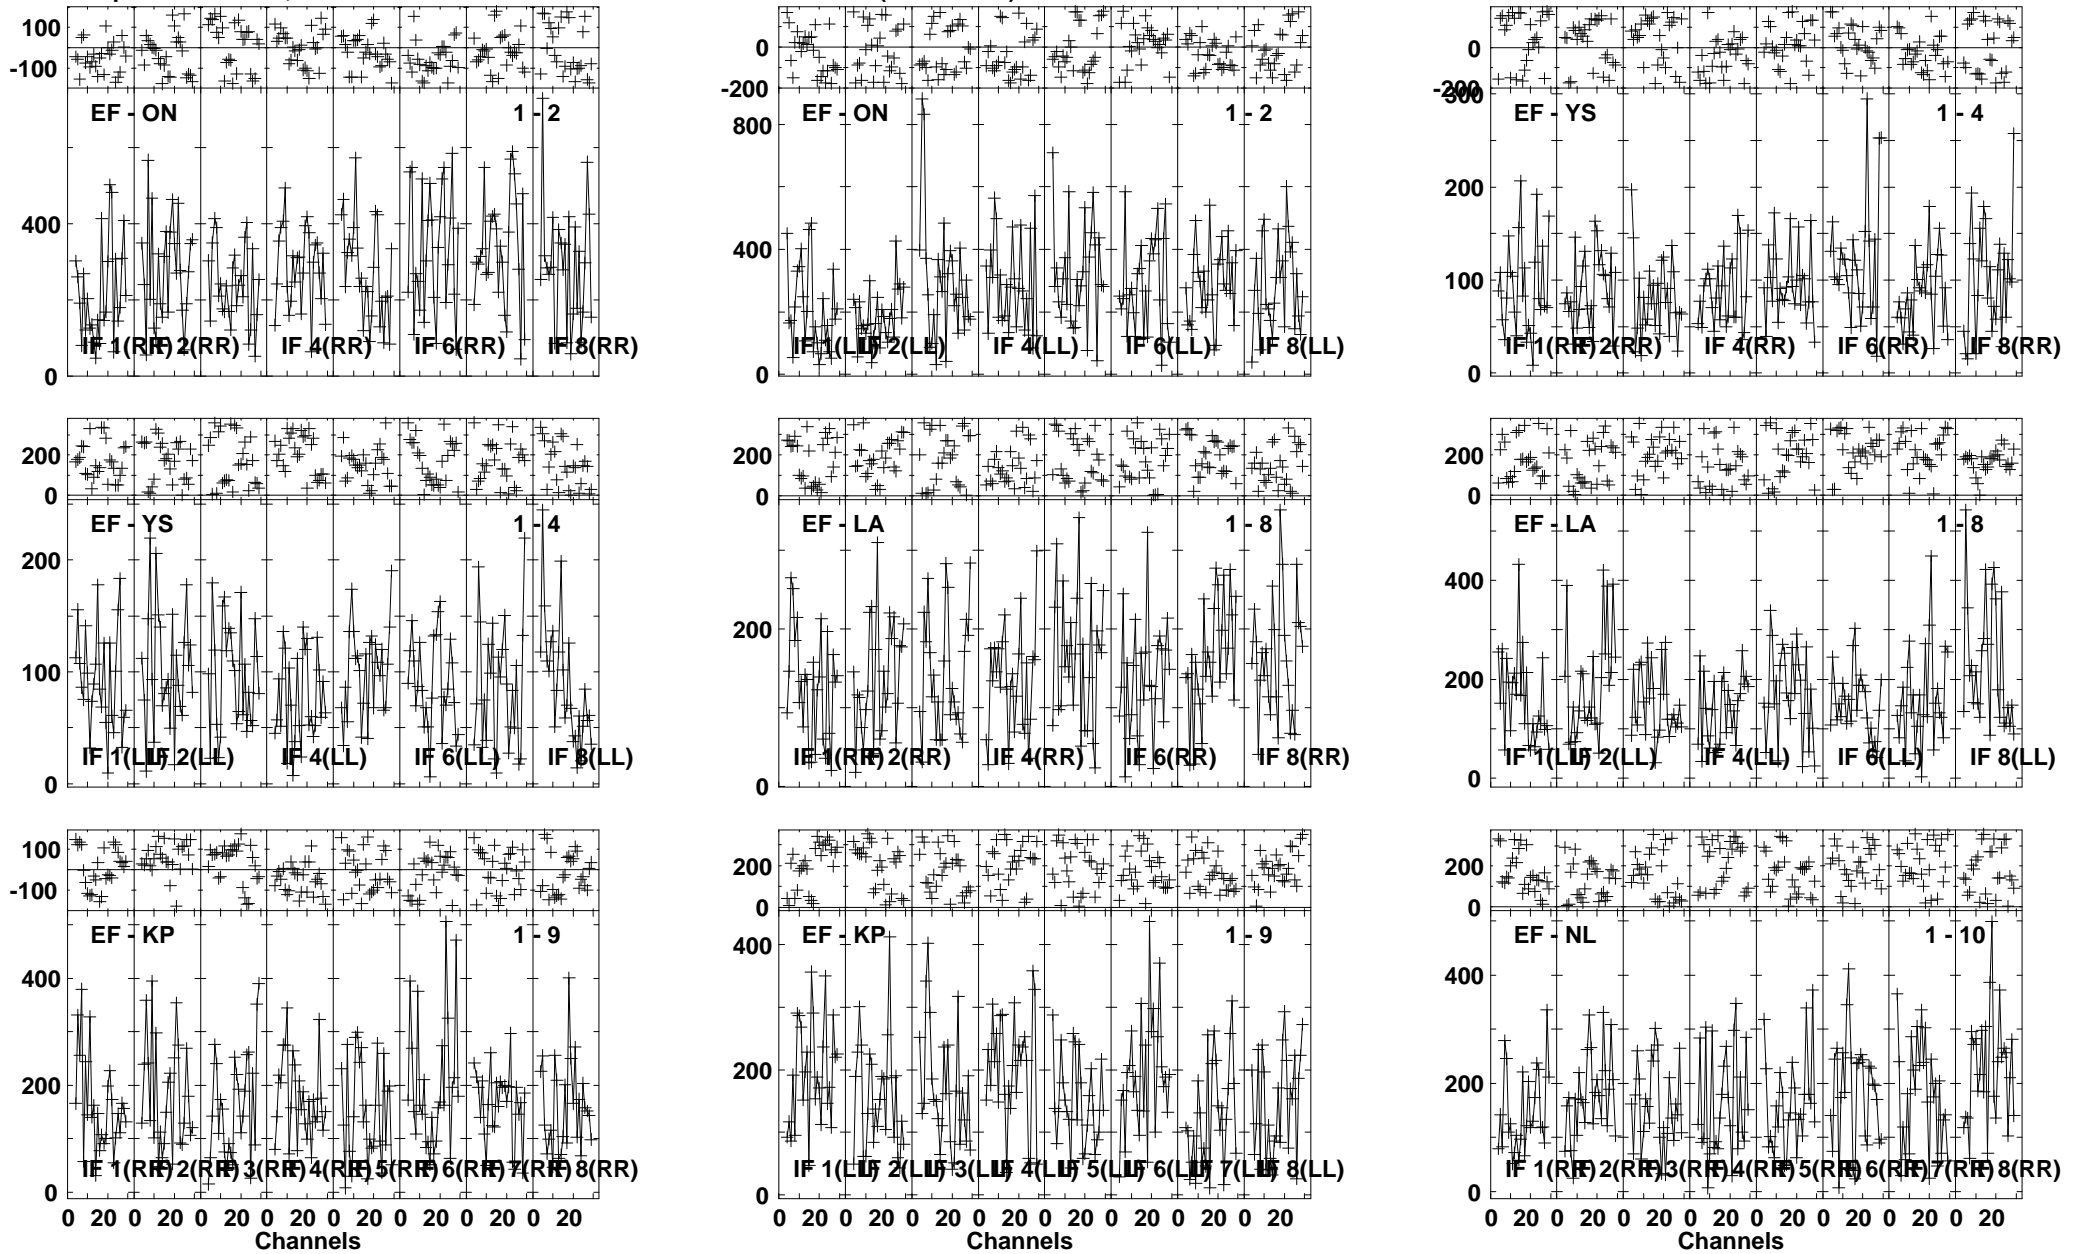 100
-100
EF - ON 1 - 2
400
IF 1(RR) IF 2(RR) IF 4(RR) IF 6(RR) IF 8(RR)
0
0
-200
EF - ON 1 - 2
800
400
IF 1(LL) IF 2(LL) IF 4(LL) IF 6(LL) IF 8(LL)
0
0
-200
300
EF - YS 1 - 4
200
100
IF 1(RR) IF 2(RR) IF 4(RR) IF 6(RR) IF 8(RR)
0
200
0
EF - YS 1 - 4
200
100
IF 1(LL) IF 2(LL) IF 4(LL) IF 6(LL) IF 8(LL)
0
200
0
EF - LA 1 - 8
200
IF 1(RR) IF 2(RR) IF 4(RR) IF 6(RR) IF 8(RR)
0
200
0
EF - LA 1 - 8
400
200
IF 1(LL) IF 2(LL) IF 4(LL) IF 6(LL) IF 8(LL)
0
100
-100
EF - KP 1 - 9
400
200
IF 1(RR) IF 2(RR) IF 3(RR) IF 4(RR) IF 5(RR) IF 6(RR) IF 7(RR) IF 8(RR)
0
0 20 0 20 0 20 0 20 0 20 0 20 0 20 0 20
Channels
200
0
EF - KP 1 - 9
400
200
IF 1(LL) IF 2(LL) IF 3(LL) IF 4(LL) IF 5(LL) IF 6(LL) IF 7(LL) IF 8(LL)
0
0 20 0 20 0 20 0 20 0 20 0 20 0 20 0 20
Channels
200
0
EF - NL 1 - 10
400
200
IF 1(RR) IF 2(RR) IF 3(RR) IF 4(RR) IF 5(RR) IF 6(RR) IF 7(RR) IF 8(RR)
0
0 20 0 20 0 20 0 20 0 20 0 20 0 20 0 20
Channels